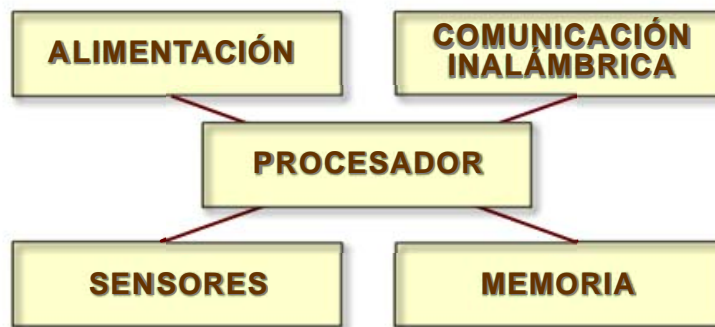 ALIMENTACIÓN
COMUNICACIÓN
INALÁMBRICA
PROCESADOR
SENSORES
MEMORIA